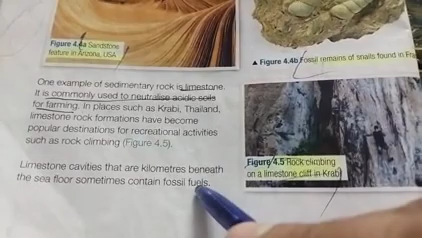 Figure 4.4a Sandstone
feature in Arizona, USA
▲ Figure 4.4b Fossil remains of snails found in Fra
One example of sedimentary rock is limestone.
It is commonly used to neutralise acidic soils
for farming. In places such as Krabi, Thailand,
limestone rock formations have become
popular destinations for recreational activities
such as rock climbing (Figure 4.5).
Limestone cavities that are kilometres beneath
the sea floor sometimes contain fossil fuels.
Figure 4.5 Rock climbing
on a limestone cliff in Krabi